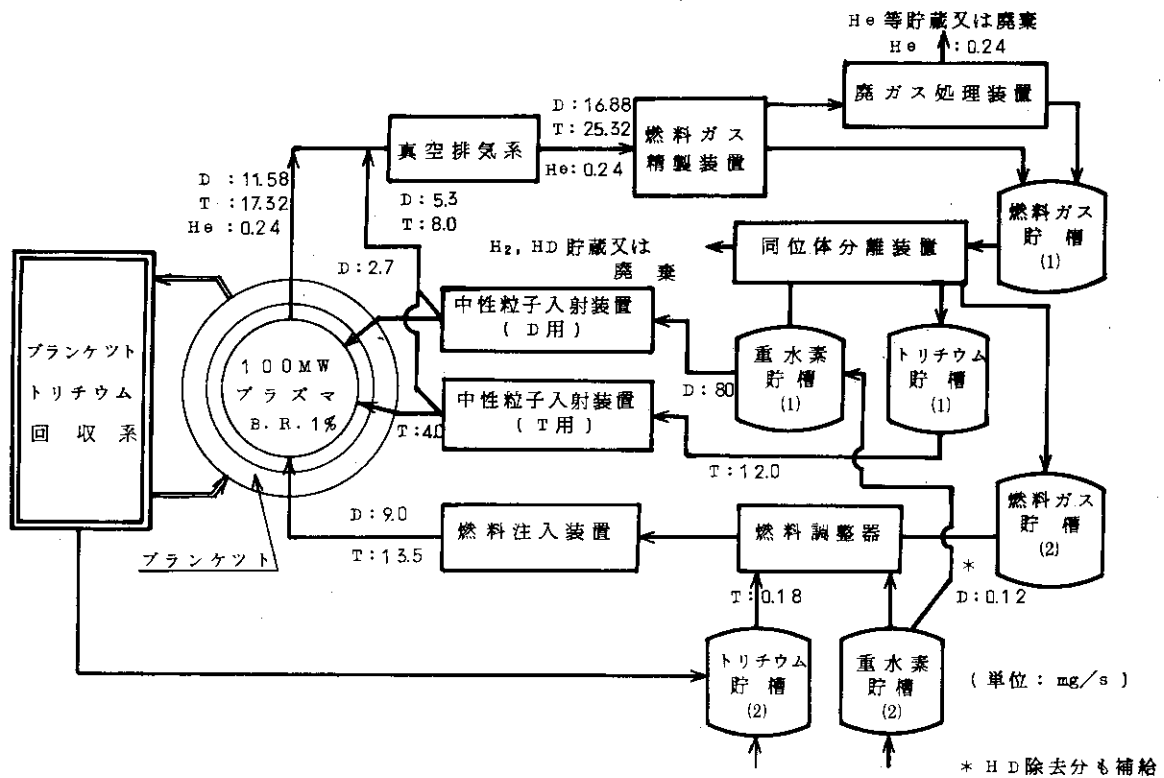 He等貯蔵又は廃棄
He :0.24
廃ガス処理装置
D:16.88
T:25.32
He:0.24
真空排気系
燃料ガス
精製装置
D:11.58
T:17.32
He:0.24
D:5.3
T:8.0
燃料ガス
貯槽
(1)
H₂, HD貯蔵又は
廃棄
同位体分離装置
D:2.7
中性粒子入射装置
(D用)
重水素
貯槽
(1)
トリチウム
貯槽
(1)
D:80
ブランケット
トリチウム
回収系
100MW
プラズマ
B.R.1%
T:4.0
中性粒子入射装置
(T用)
T:12.0
D:9.0
T:13.5
燃料注入装置
燃料調整器
燃料ガス
貯槽
(2)
ブランケット
T:0.18
*
D:0.12
トリチウム
貯槽
(2)
重水素
貯槽
(2)
(単位:mg/s)
* HD除去分も補給